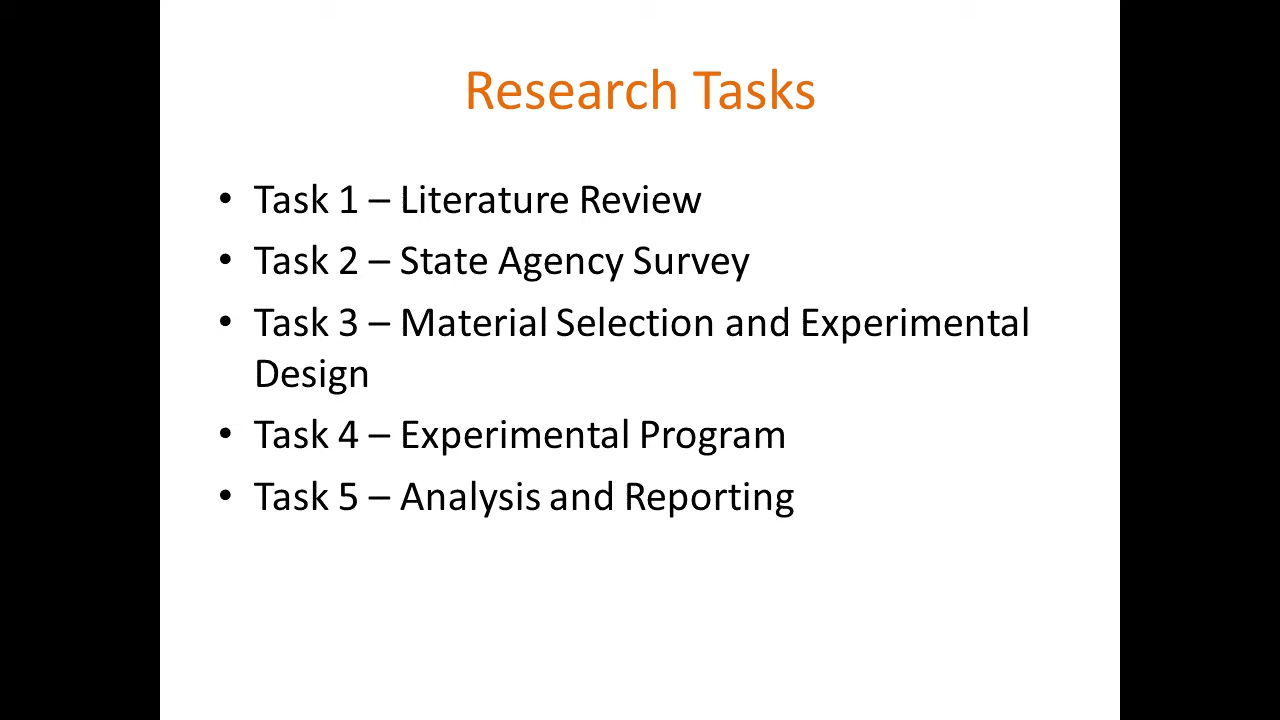 Research Tasks
• Task 1 – Literature Review
• Task 2 – State Agency Survey
• Task 3 – Material Selection and Experimental
Design
• Task 4 – Experimental Program
• Task 5 – Analysis and Reporting